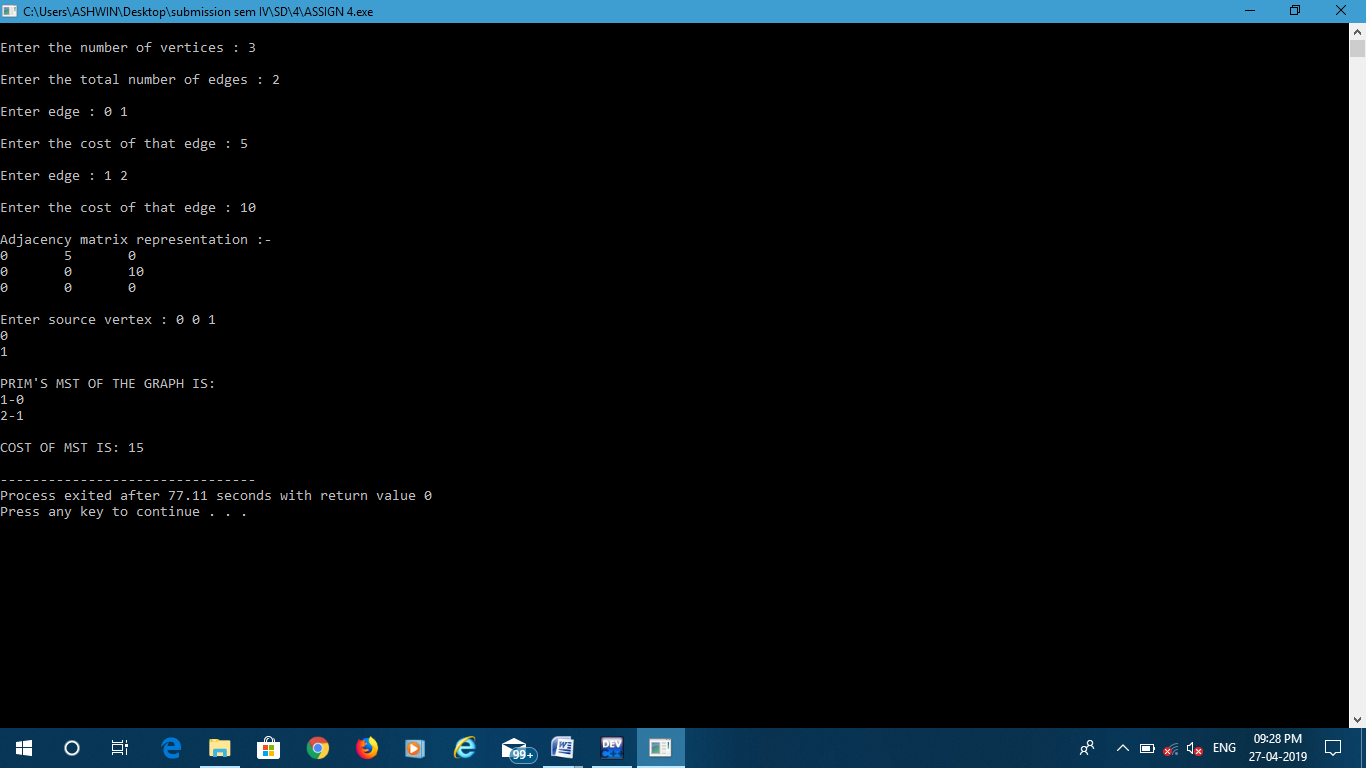 C:\Users\ASHWIN\Desktop\submission sem IV\SD\4\ASSIGN 4.exe
Enter the number of vertices : 3
Enter the total number of edges : 2
Enter edge : 0 1
Enter the cost of that edge : 5
Enter edge : 1 2
Enter the cost of that edge : 10
Adjacency matrix representation :-
0 5 0
0 0 10
0 0 0
Enter source vertex : 0 0 1
0
1
PRIM'S MST OF THE GRAPH IS:
1-0
2-1
COST OF MST IS: 15
--------------------------------
Process exited after 77.11 seconds with return value 0
Press any key to continue . . .
99+
DEV
ENG
09:28 PM
27-04-2019